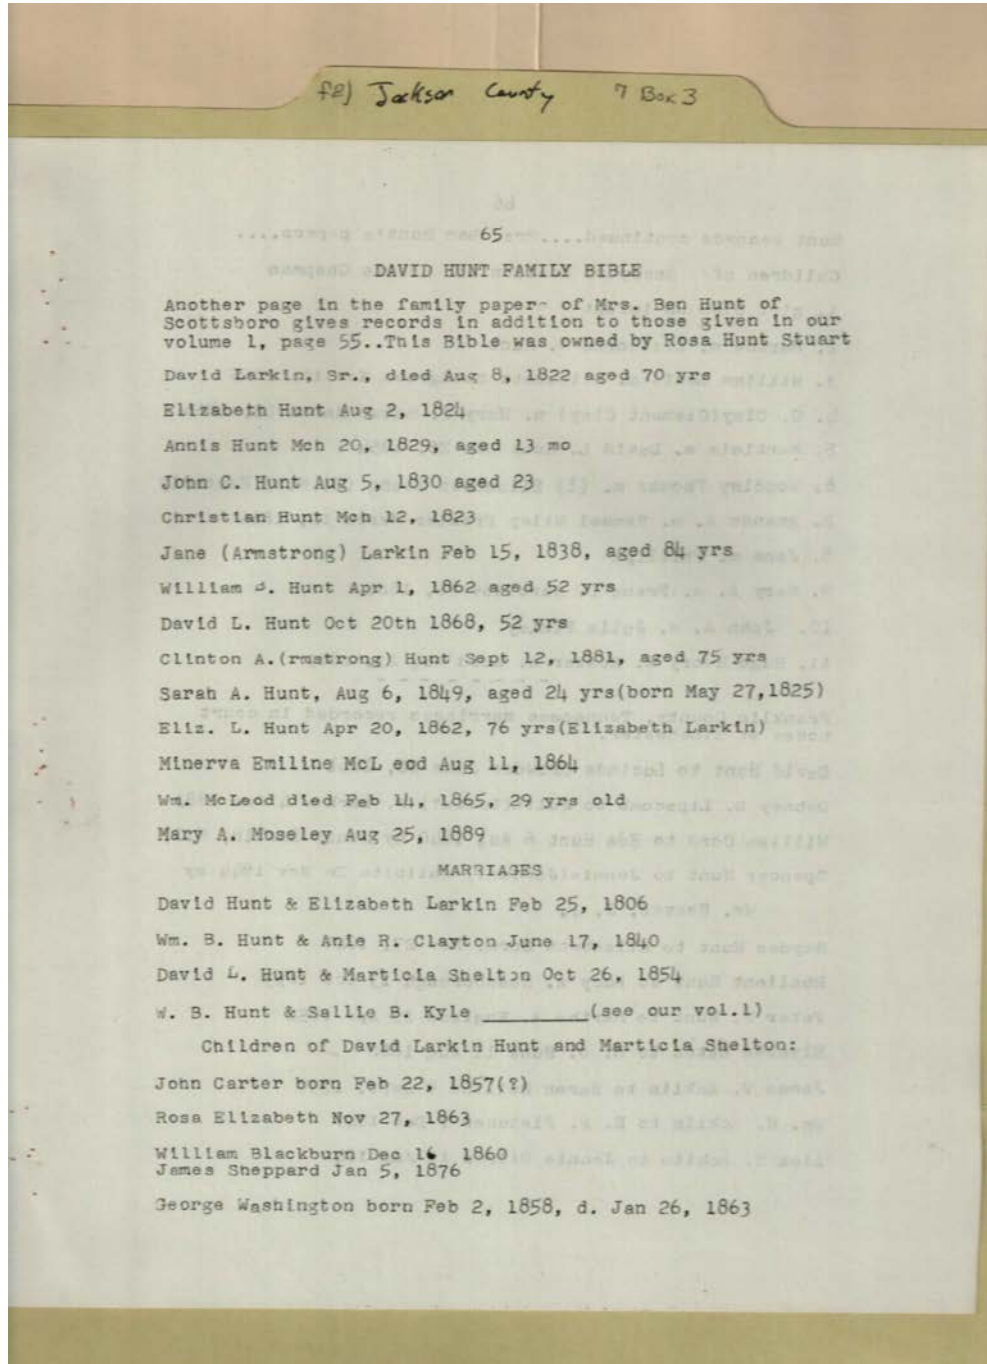 f2) Jackson County 7 Box 3
65
DAVID HUNT FAMILY BIBLE
Another page in the family paper- of Mrs. Ben Hunt of
Scottsboro gives records in addition to those given in our
volume 1, page 55..This Bible was owned by Rosa Hunt Stuart
David Larkin, Sr., died Aug 8, 1822 aged 70 yrs
Elizabeth Hunt Aug 2, 1824
Annis Hunt Mch 20, 1829, aged 13 mo
John C. Hunt Aug 5, 1830 aged 23
Christian Hunt Mch 12, 1823
Jane (Armstrong) Larkin Feb 15, 1838, aged 84 yrs
William B. Hunt Apr 1, 1862 aged 52 yrs
David L. Hunt Oct 20th 1868, 52 yrs
Clinton A.(rmstrong) Hunt Sept 12, 1881, aged 75 yrs
Sarah A. Hunt, Aug 6, 1849, aged 24 yrs(born May 27,1825)
Eliz. L. Hunt Apr 20, 1862, 76 yrs(Elizabeth Larkin)
Minerva Emiline McL eod Aug 11, 1864
Wm. McLeod died Feb 14, 1865, 29 yrs old
Mary A. Moseley Aug 25, 1889
MARRIAGES
David Hunt & Elizabeth Larkin Feb 25, 1806
Wm. B. Hunt & Anie R. Clayton June 17, 1840
David L. Hunt & Marticia Shelton Oct 26, 1854
W. B. Hunt & Sallie B. Kyle __________(see our vol.1)
Children of David Larkin Hunt and Marticia Shelton:
John Carter born Feb 22, 1857(?)
Rosa Elizabeth Nov 27, 1863
William Blackburn Dec 16 1860
James Sheppard Jan 5, 1876
George Washington born Feb 2, 1858, d. Jan 26, 1863